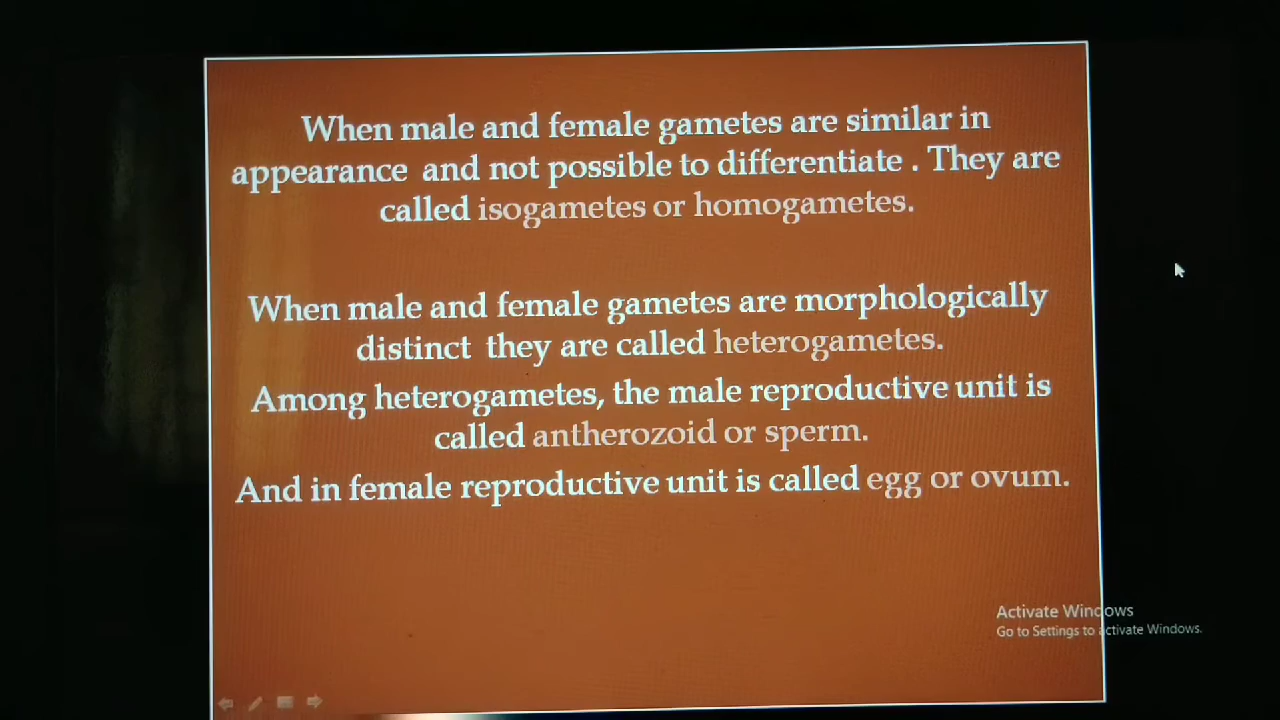 When male and female gametes are similar in
appearance and not possible to differentiate . They are
called isogametes or homogametes.
When male and female gametes are morphologically
distinct they are called heterogametes.
Among heterogametes, the male reproductive unit is
called antherozoid or sperm.
And in female reproductive unit is called egg or ovum.
Activate Windows
Go to Settings to activate Windows.